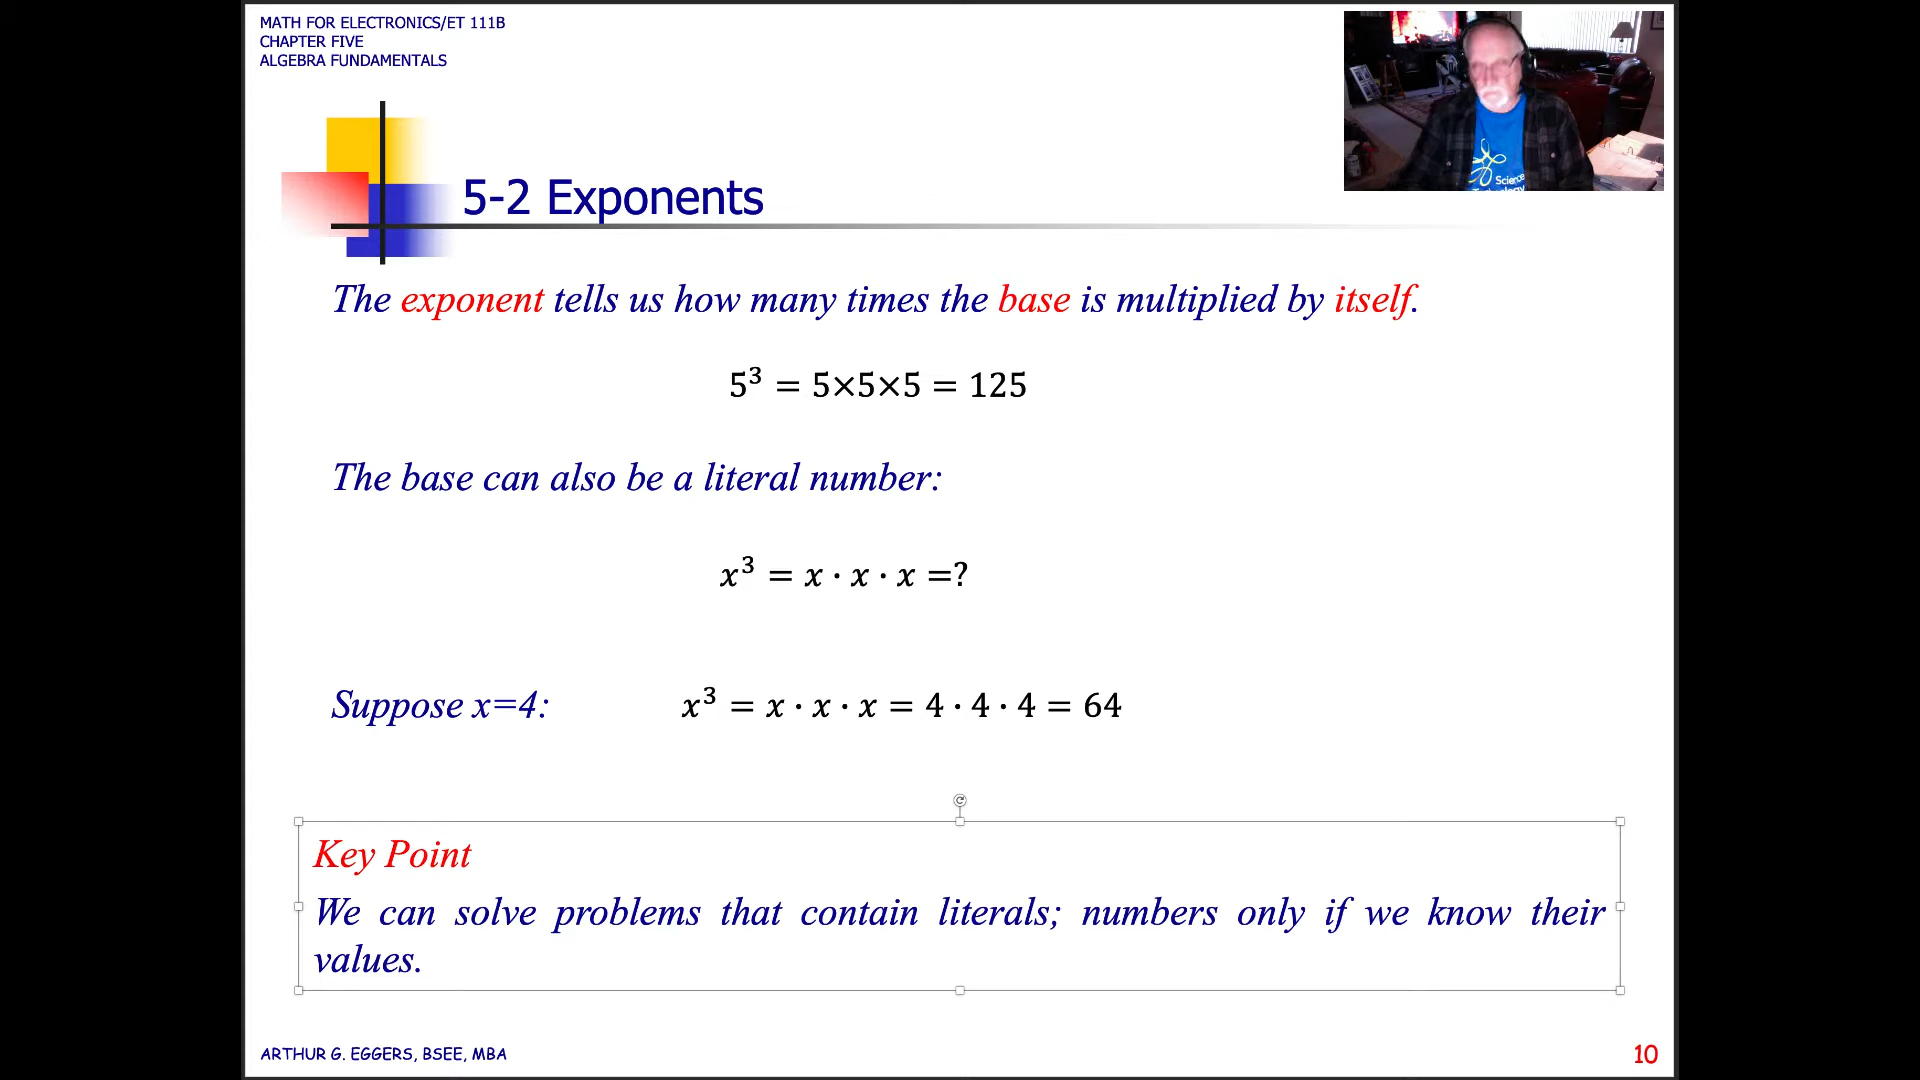 MATH FOR ELECTRONICS/ET 111B
CHAPTER FIVE
ALGEBRA FUNDAMENTALS
Science
5-2 Exponents
The exponent tells us how many times the base is multiplied by itself.
5³ = 5×5×5 = 125
The base can also be a literal number:
x³ = x · x · x =?
Suppose x=4: x³ = x · x · x = 4 · 4 · 4 = 64
Key Point
We can solve problems that contain literals; numbers only if we know their
values.
ARTHUR G. EGGERS, BSEE, MBA
10